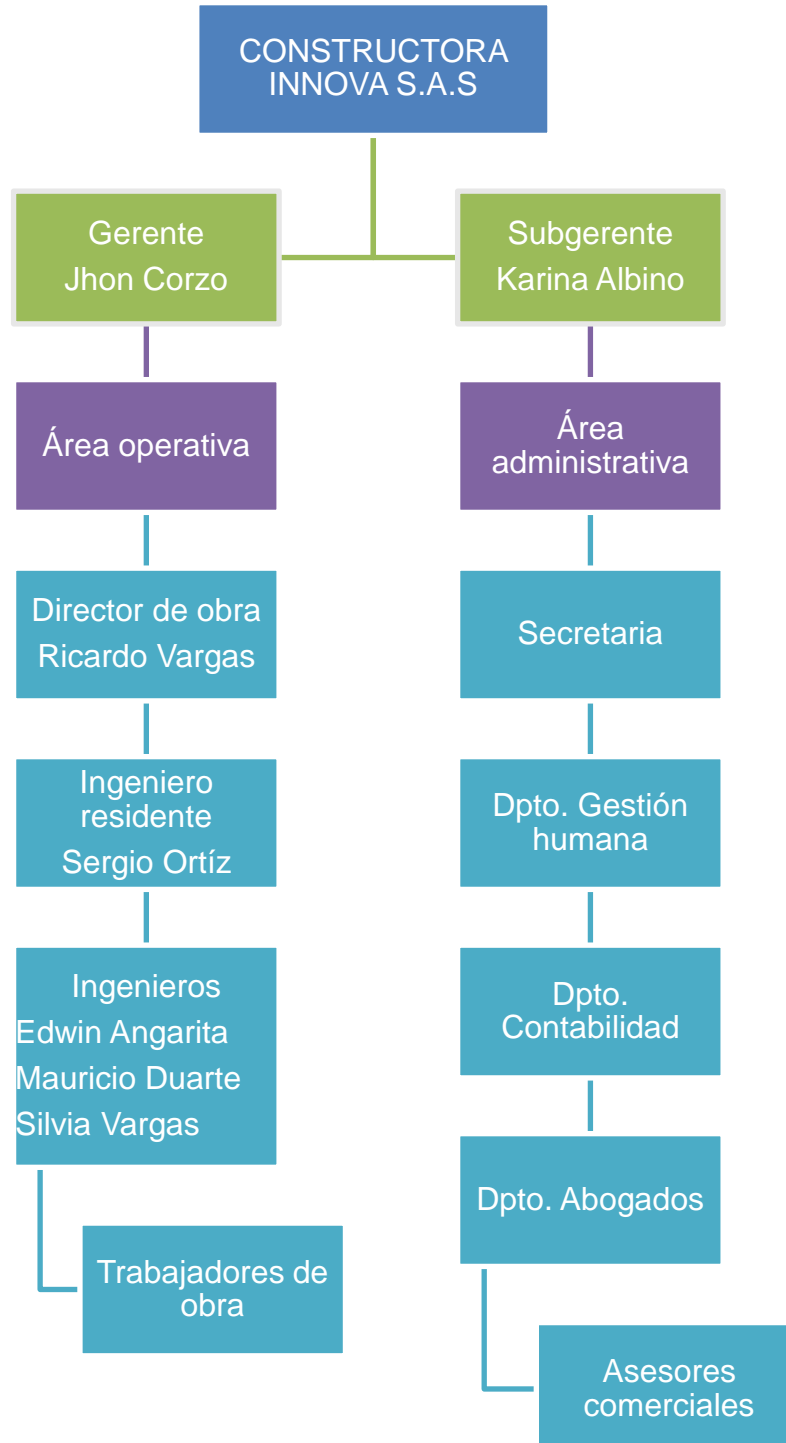 CONSTRUCTORA
INNOVA S.A.S
Gerente
Jhon Corzo
Subgerente
Karina Albino
Área operativa
Área
administrativa
Director de obra
Ricardo Vargas
Secretaria
Ingeniero
residente
Sergio Ortíz
Dpto. Gestión
humana
Ingenieros
Edwin Angarita
Mauricio Duarte
Silvia Vargas
Dpto.
Contabilidad
Dpto. Abogados
Trabajadores de
obra
Asesores
comerciales